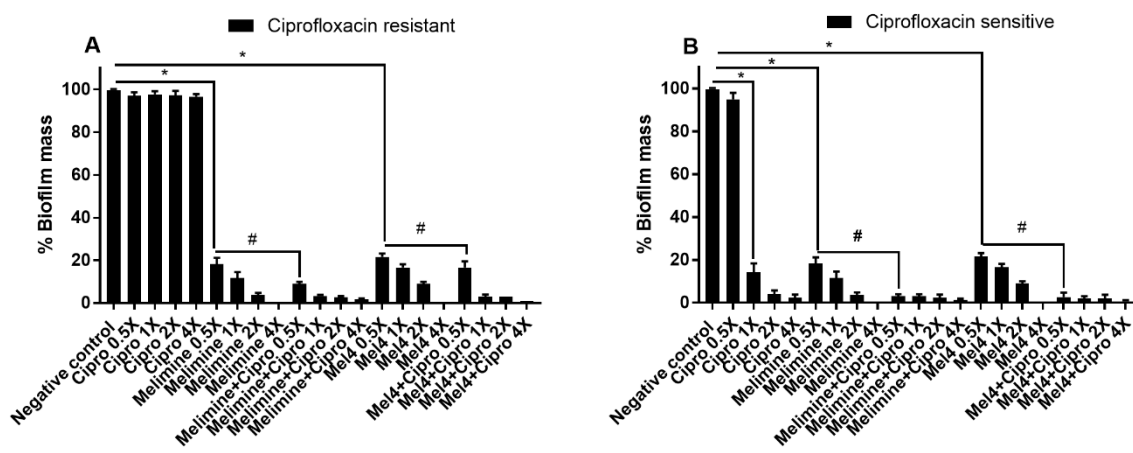 Ciprofloxacin resistant
A
*
*
#
#
% Biofilm mass
100
80
60
40
20
0
Negative control
Cipro 0.5X
Cipro 1X
Cipro 2X
Cipro 4X
Melimine 0.5X
Melimine 1X
Melimine 2X
Melimine 4X
Melimine+Cipro 0.5X
Melimine+Cipro 1X
Melimine+Cipro 2X
Melimine+Cipro 4X
Mel4 0.5X
Mel4 1X
Mel4 2X
Mel4 4X
Mel4+Cipro 0.5X
Mel4+Cipro 1X
Mel4+Cipro 2X
Mel4+Cipro 4X
Ciprofloxacin sensitive
B
*
*
*
#
#
% Biofilm mass
100
80
60
40
20
0
Negative control
Cipro 0.5X
Cipro 1X
Cipro 2X
Cipro 4X
Melimine 0.5X
Melimine 1X
Melimine 2X
Melimine 4X
Melimine+Cipro 0.5X
Melimine+Cipro 1X
Melimine+Cipro 2X
Melimine+Cipro 4X
Mel4 0.5X
Mel4 1X
Mel4 2X
Mel4 4X
Mel4+Cipro 0.5X
Mel4+Cipro 1X
Mel4+Cipro 2X
Mel4+Cipro 4X